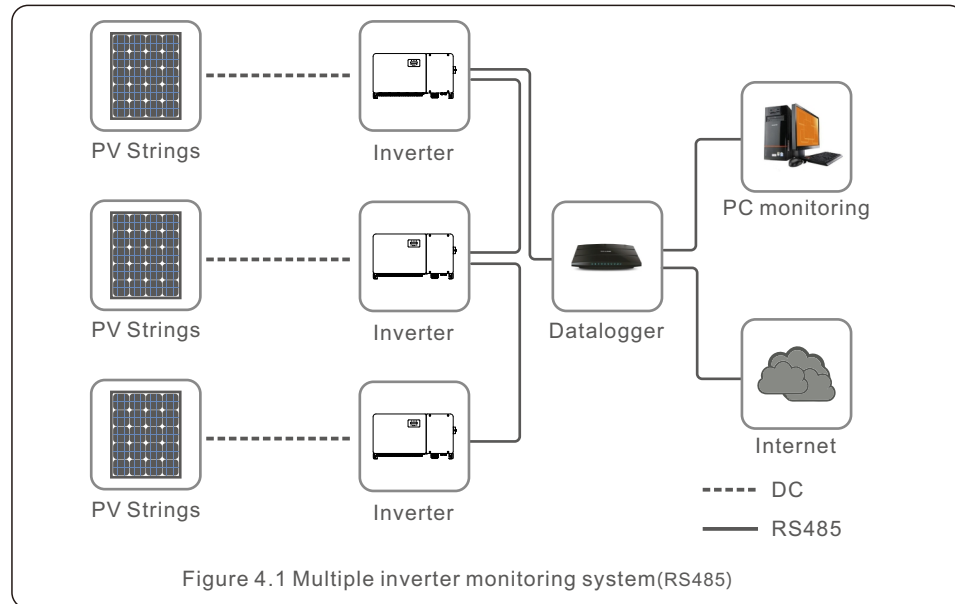 PV Strings
Inverter
PC monitoring
PV Strings
Inverter
Datalogger
Internet
PV Strings
Inverter
DC
RS485
Figure 4.1 Multiple inverter monitoring system(RS485)